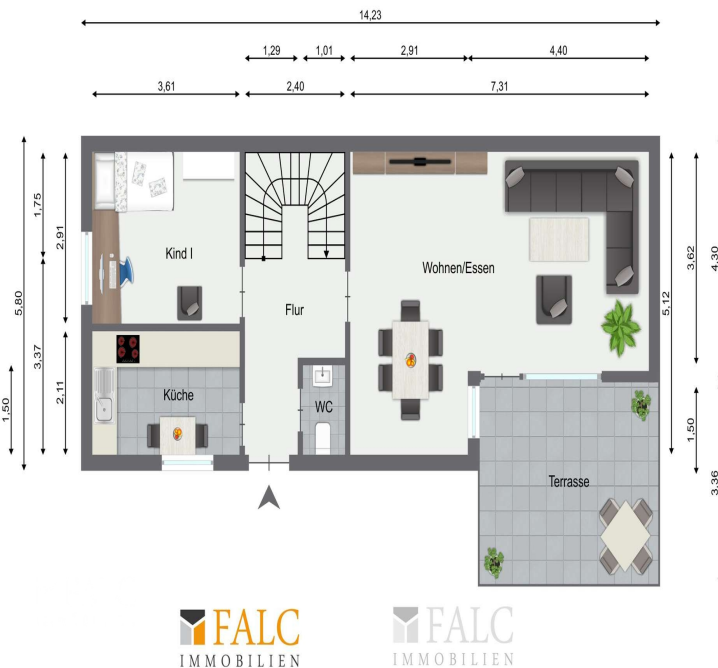 14,23
1,29
1,01
2,91
4,40
3,61
2,40
7,31
5,80
1,75
3,37
1,50
2,91
2,11
Kind I
Flur
Wohnen/Essen
Küche
WC
Terrasse
5,12
3,62
1,50
4,30
3,36
FALC
IMMOBILIEN
FALC
IMMOBILIEN